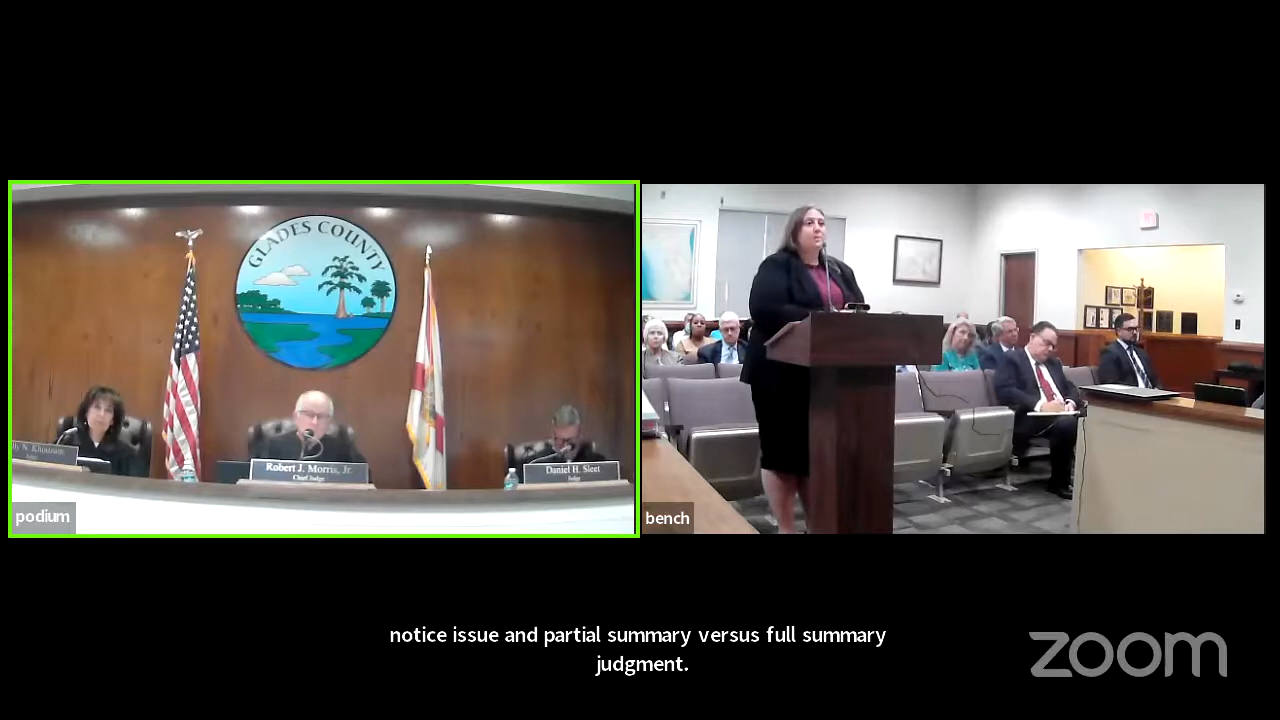 GLADES COUNTY
Robert J. Morris, Jr.
Chief Judge
Daniel H. Sleet
Judge
podium
bench
notice issue and partial summary versus full summary
judgment.
zoom